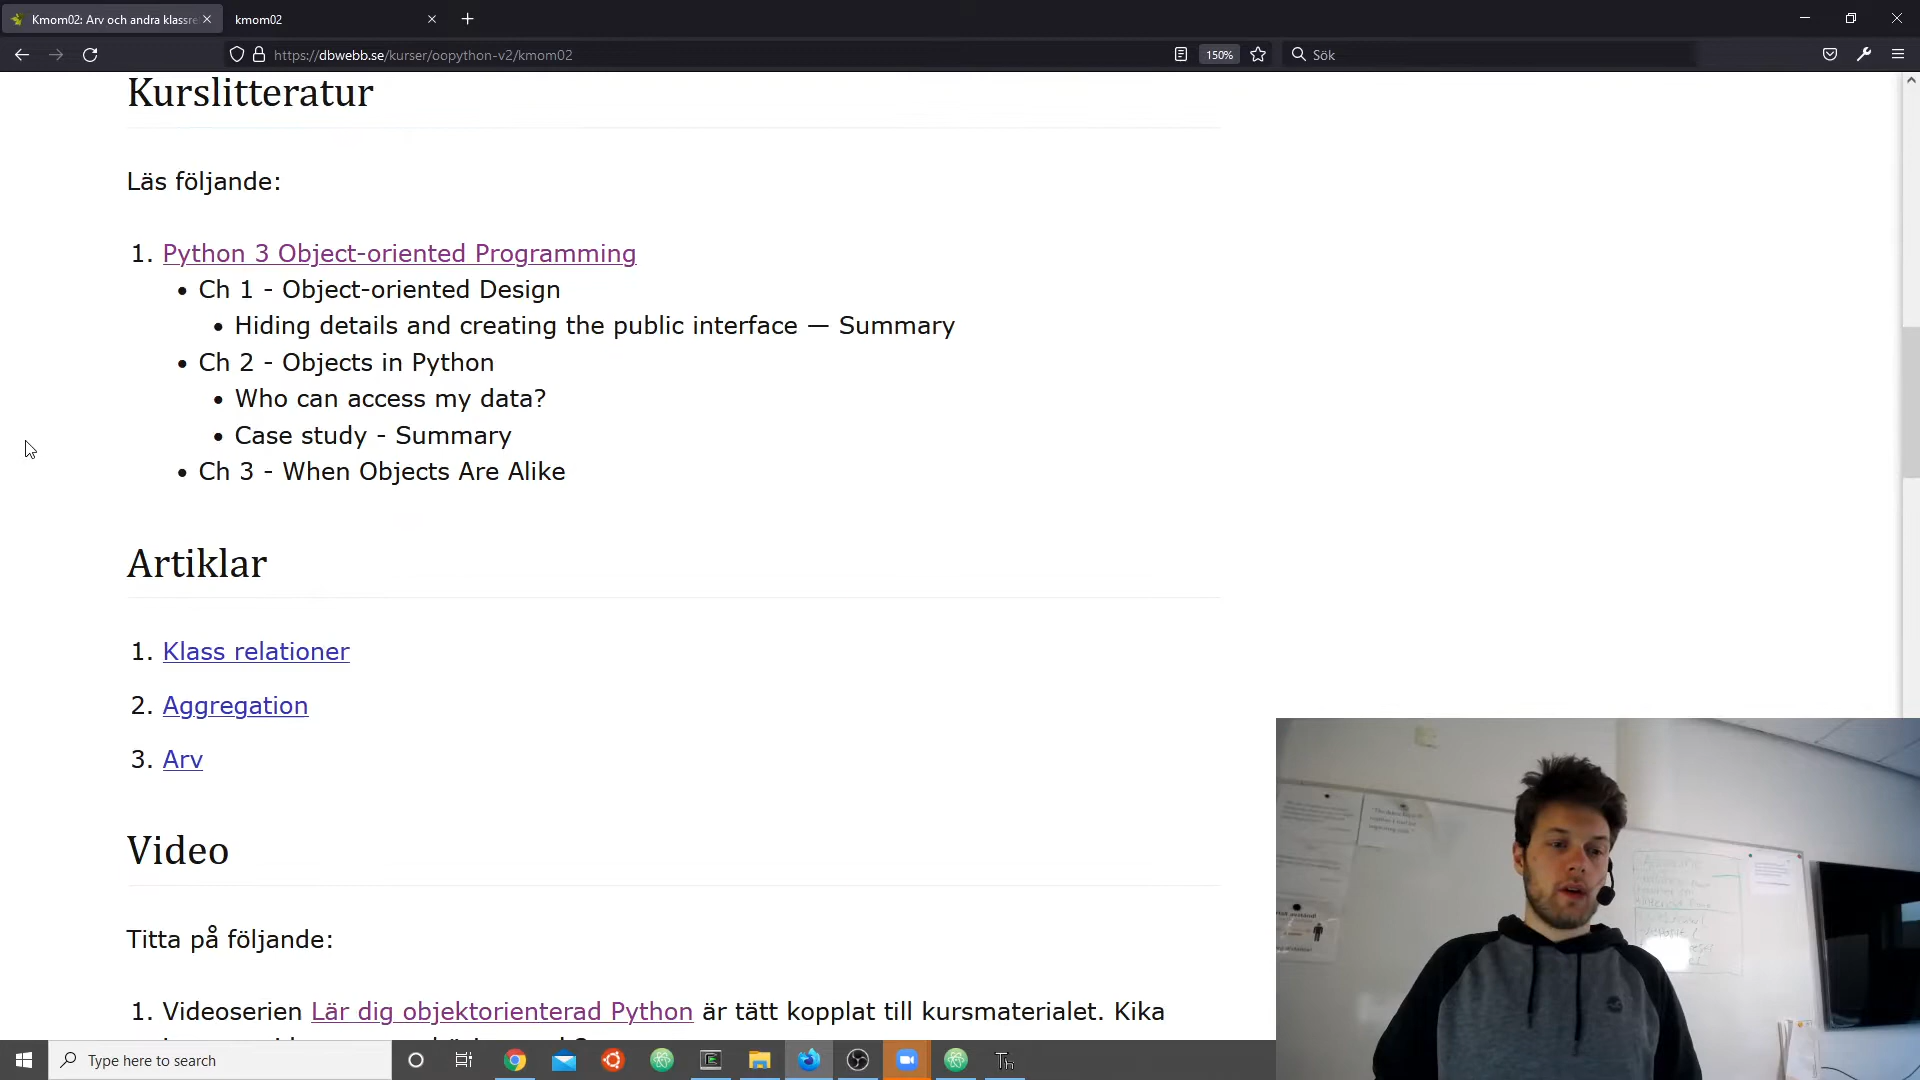 Kmom02: Arv och andra klassre
kmom02
https://dbwebb.se/kurser/oopython-v2/kmom02
150%
Sök
Kurslitteratur
Läs följande:
1. Python 3 Object-oriented Programming
• Ch 1 - Object-oriented Design
• Hiding details and creating the public interface — Summary
• Ch 2 - Objects in Python
• Who can access my data?
• Case study - Summary
• Ch 3 - When Objects Are Alike
Artiklar
1. Klass relationer
2. Aggregation
3. Arv
Video
Titta på följande:
1. Videoserien Lär dig objektorienterad Python är tätt kopplat till kursmaterialet. Kika
Type here to search